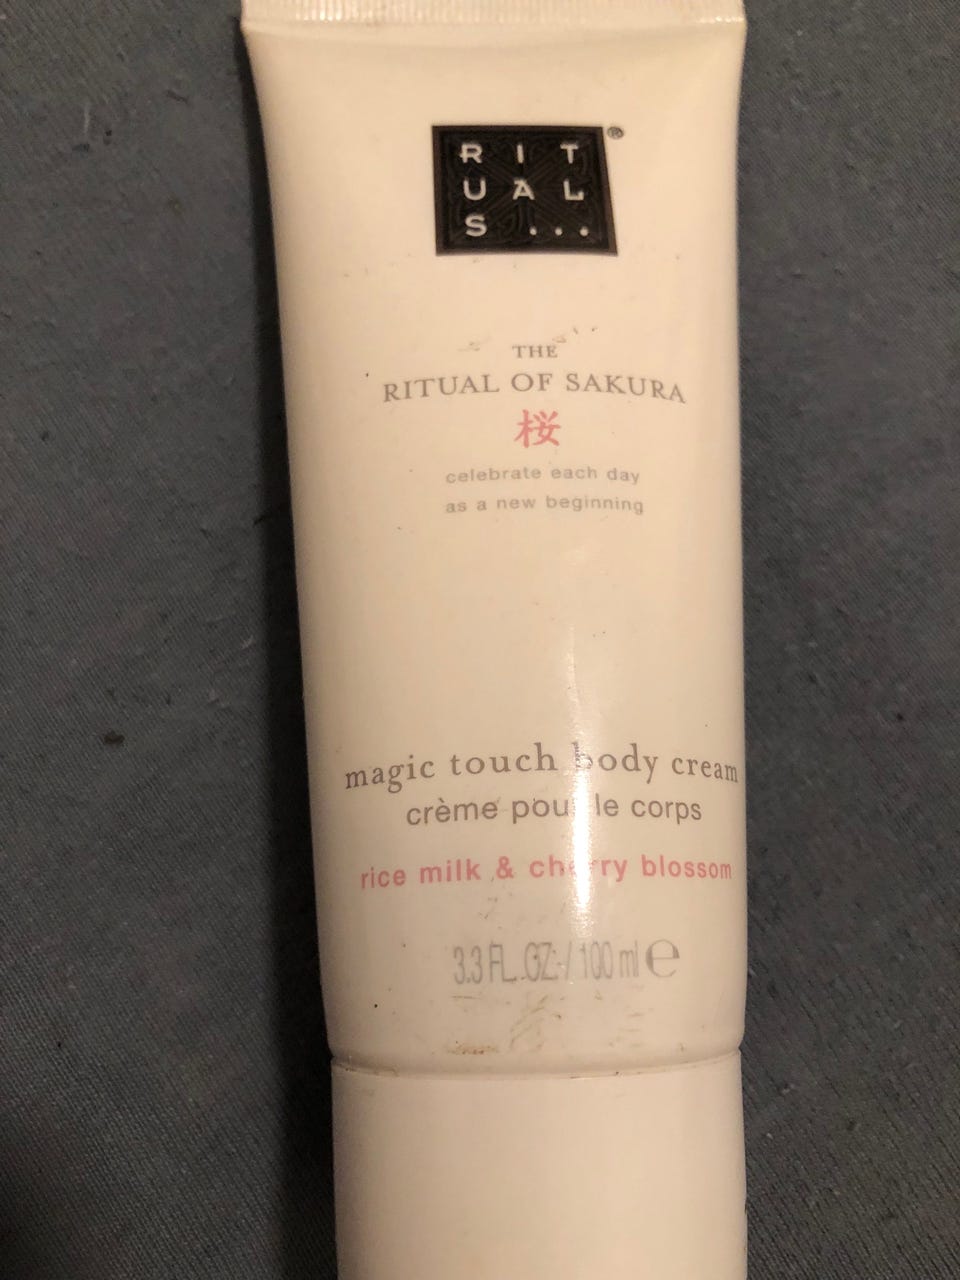 RIT
UAL
S... ®
THE
RITUAL OF SAKURA
桜
celebrate each day
as a new beginning
magic touch body cream
crème pour le corps
rice milk & cherry blossom
3.3 FL.OZ. / 100 ml ℮